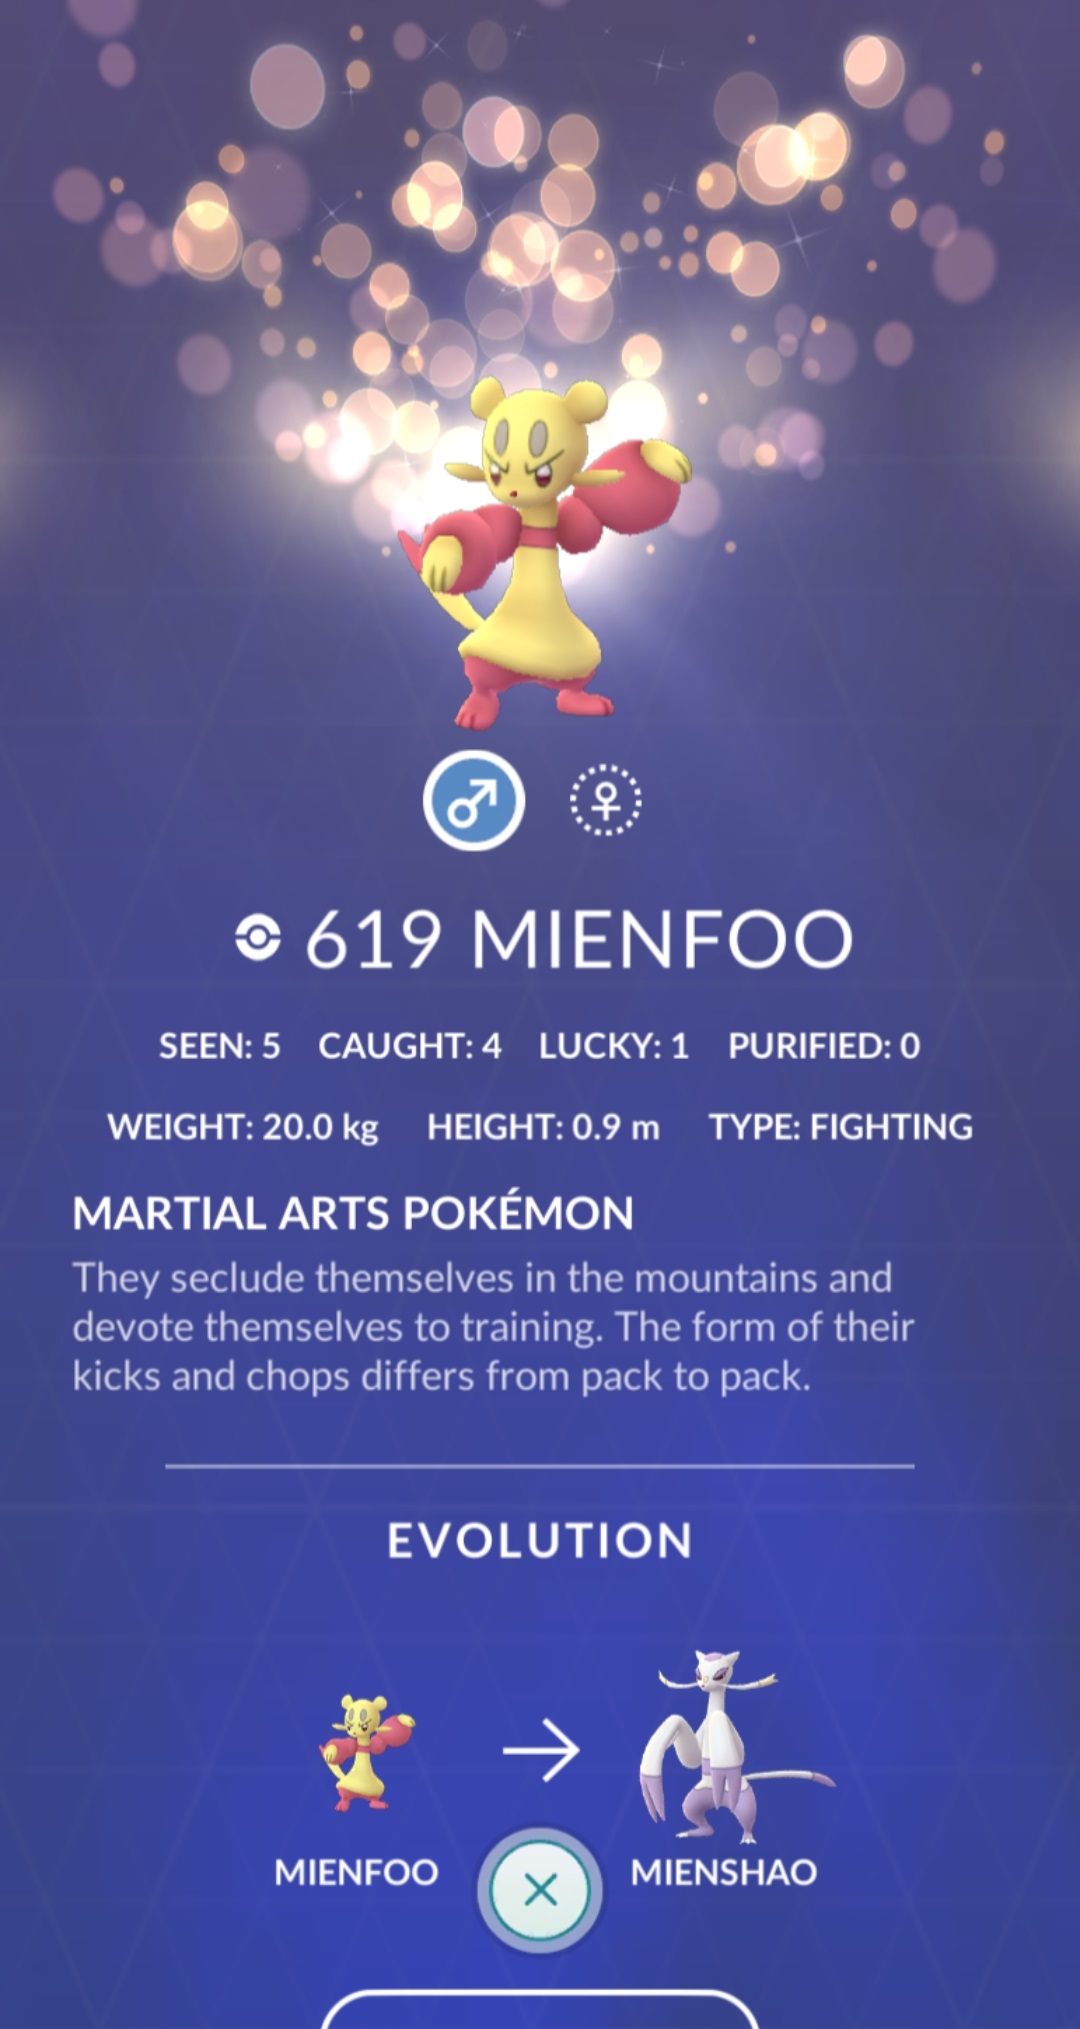 619 MIENFOO
SEEN: 5 CAUGHT: 4 LUCKY: 1 PURIFIED: 0
WEIGHT: 20.0 kg HEIGHT: 0.9 m TYPE: FIGHTING
MARTIAL ARTS POKÉMON
They seclude themselves in the mountains and
devote themselves to training. The form of their
kicks and chops differs from pack to pack.
EVOLUTION
MIENFOO MIENSHAO